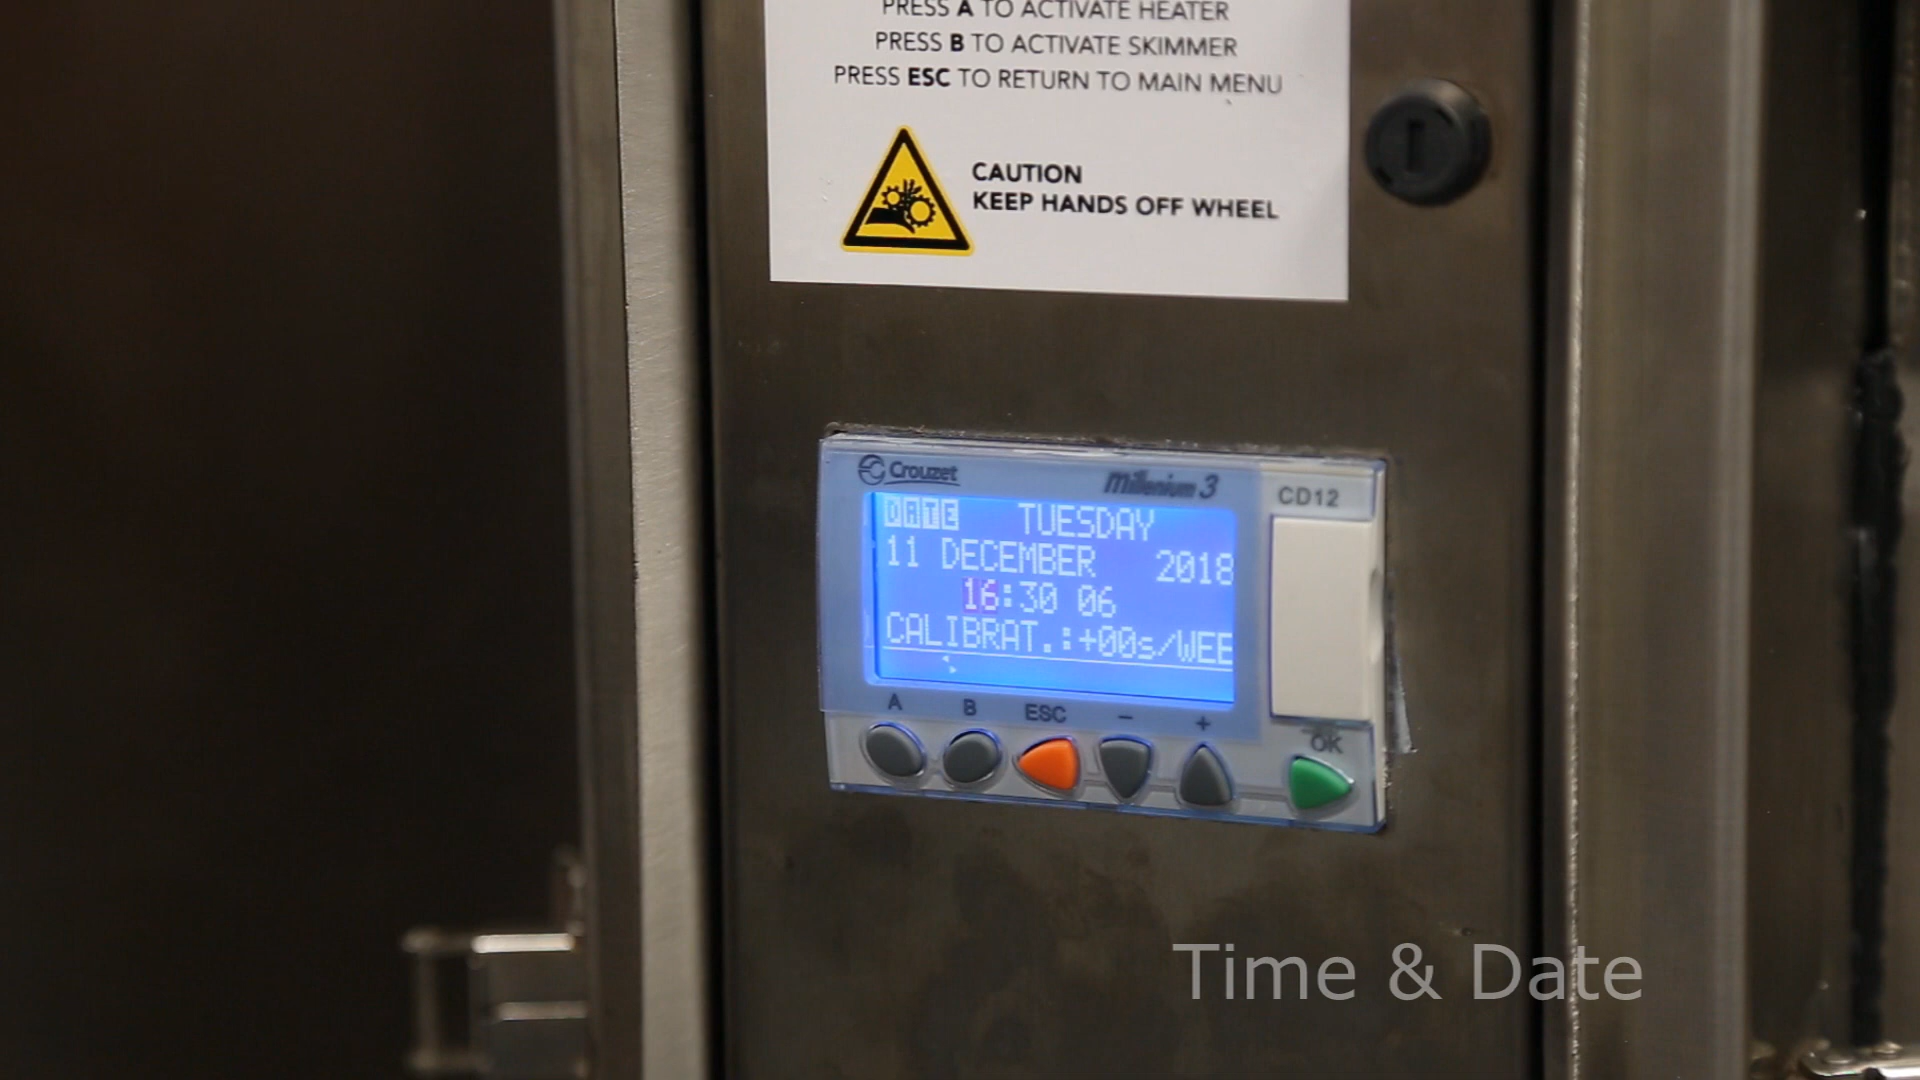 PRESS A TO ACTIVATE HEATER
PRESS B TO ACTIVATE SKIMMER
PRESS ESC TO RETURN TO MAIN MENU
CAUTION
KEEP HANDS OFF WHEEL
Crouzet Millenium 3 CD12
DATE TUESDAY
11 DECEMBER 2018
16:30 06
CALIBRAT.:+00s/WEE
A B ESC - + OK
Time & Date